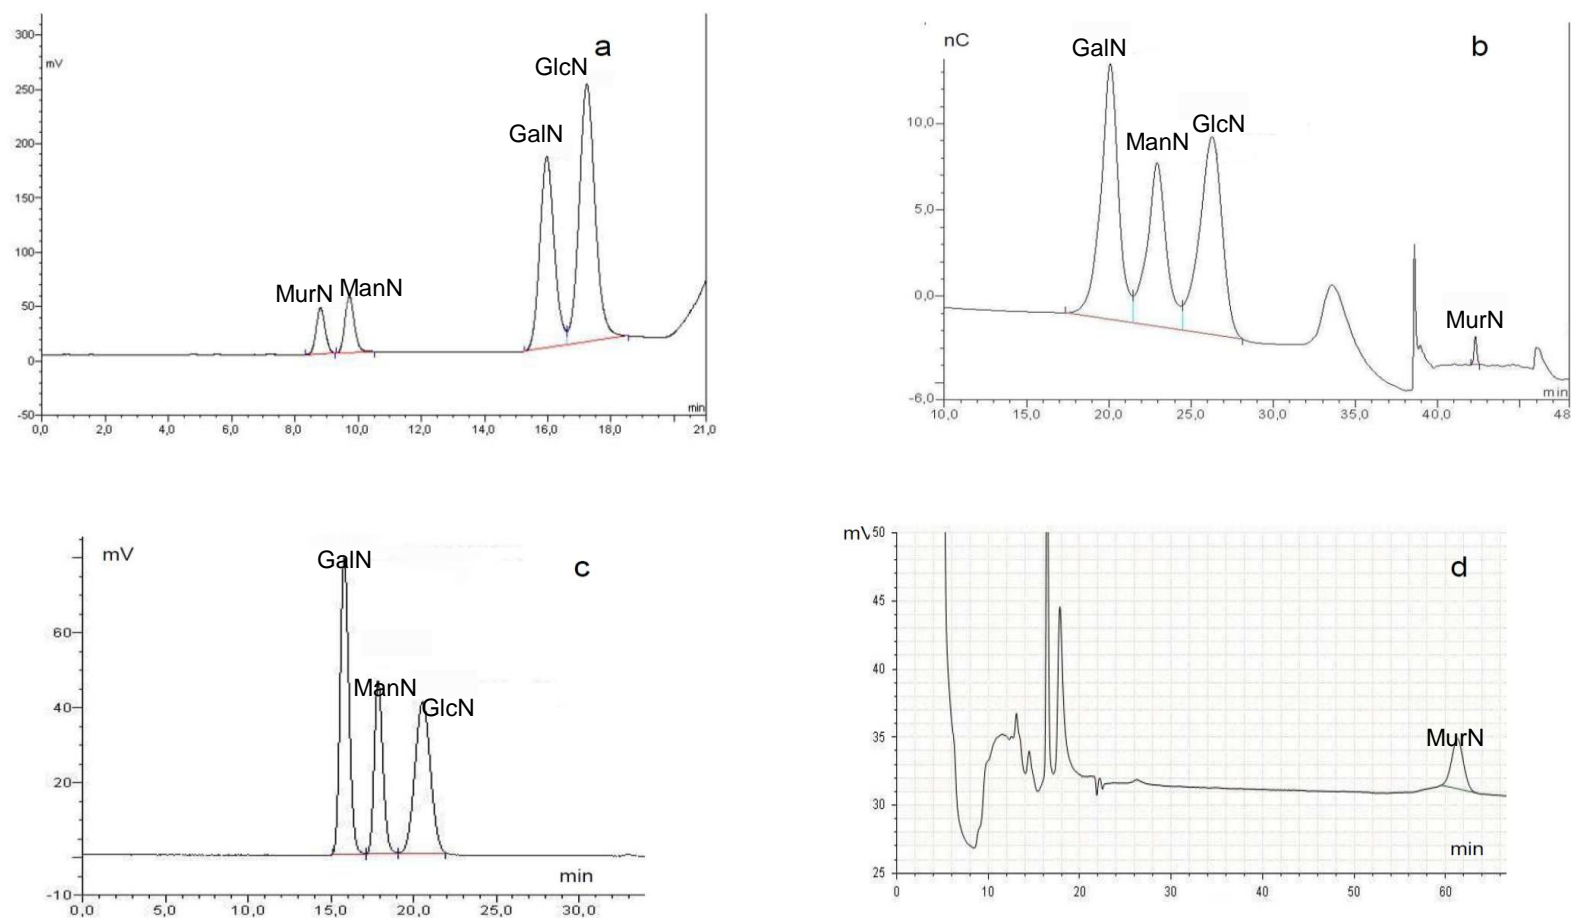 a
300
mV
250
200
150
100
50
0
-50
GlcN
GalN
MurN
ManN
min
0,0 2,0 4,0 6,0 8,0 10,0 12,0 14,0 16,0 18,0 21,0
b
nC
GalN
ManN
GlcN
MurN
10,0
5,0
0,0
-6,0
min
10,0 15,0 20,0 25,0 30,0 35,0 40,0 48
c
mV
GalN
ManN
GlcN
60
40
20
-10
min
0,0 5,0 10,0 15,0 20,0 25,0 30,0
d
mV
50
45
40
35
30
25
MurN
min
0 10 20 30 40 50 60